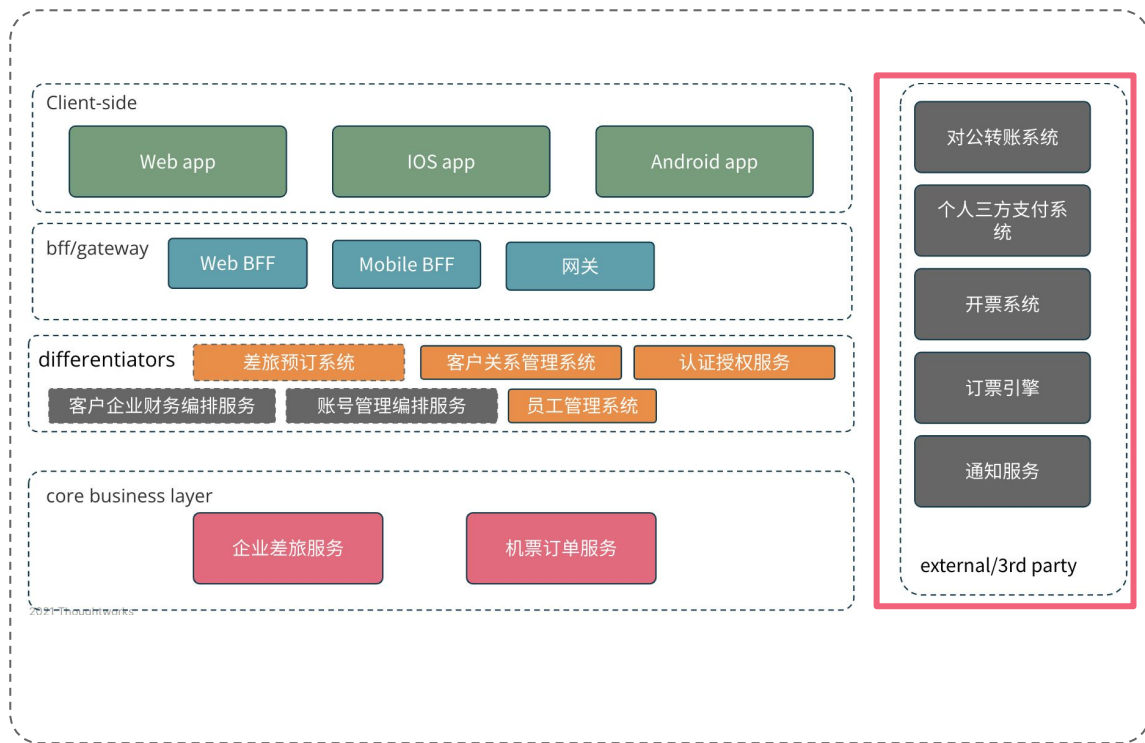 Client-side
Web app
IOS app
Android app
bff/gateway
Web BFF
Mobile BFF
网关
differentiators
差旅预订系统
客户关系管理系统
认证授权服务
客户企业财务编排服务
账号管理编排服务
员工管理系统
core business layer
企业差旅服务
机票订单服务
2021 Thoughtworks
对公转账系统
个人三方支付系
统
开票系统
订票引擎
通知服务
external/3rd party